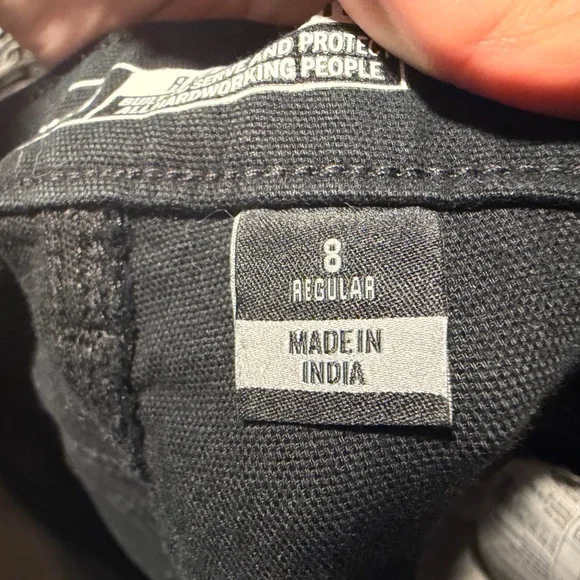 SERVE AND PROTECT
HARDWORKING PEOPLE
8
REGULAR
MADE IN
INDIA